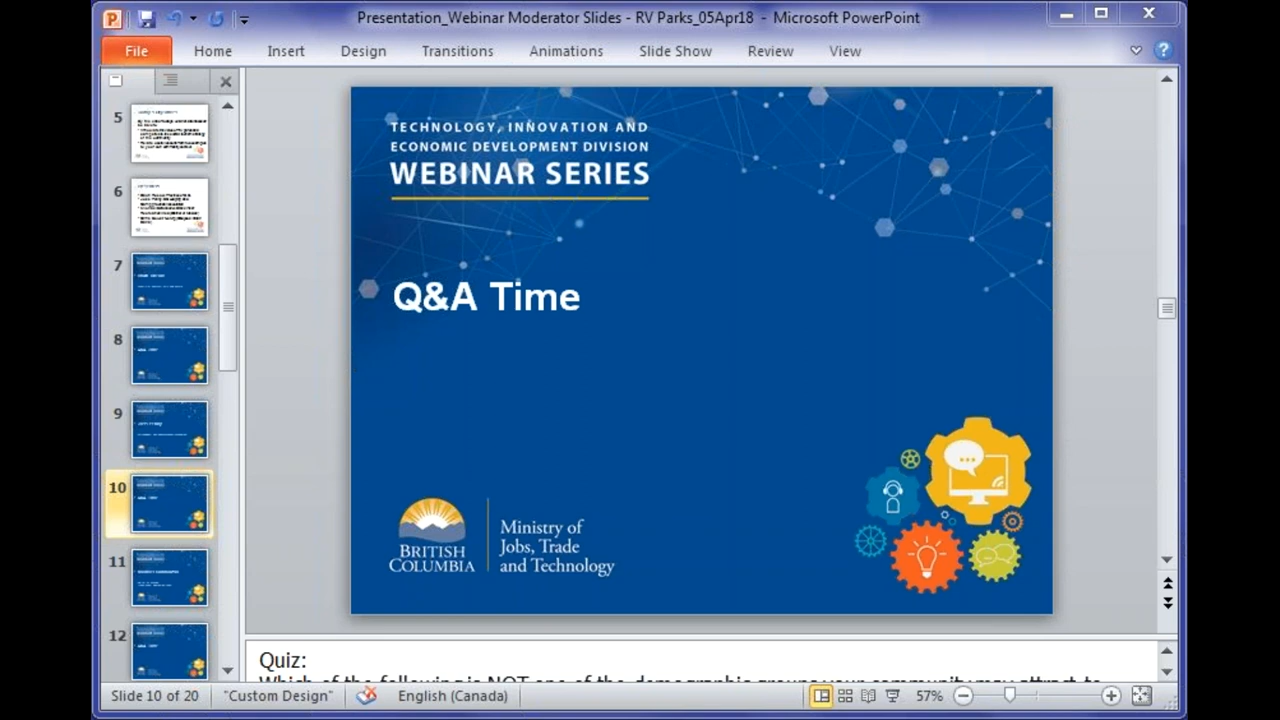 Presentation_Webinar Moderator Slides - RV Parks_05Apr18 - Microsoft PowerPoint
File Home Insert Design Transitions Animations Slide Show Review View
5
6
7
8
9
10
11
12
TECHNOLOGY, INNOVATION AND
ECONOMIC DEVELOPMENT DIVISION
WEBINAR SERIES
Q&A Time
BRITISH
COLUMBIA
Ministry of
Jobs, Trade
and Technology
Quiz:
Slide 10 of 20 "Custom Design" English (Canada) 57%